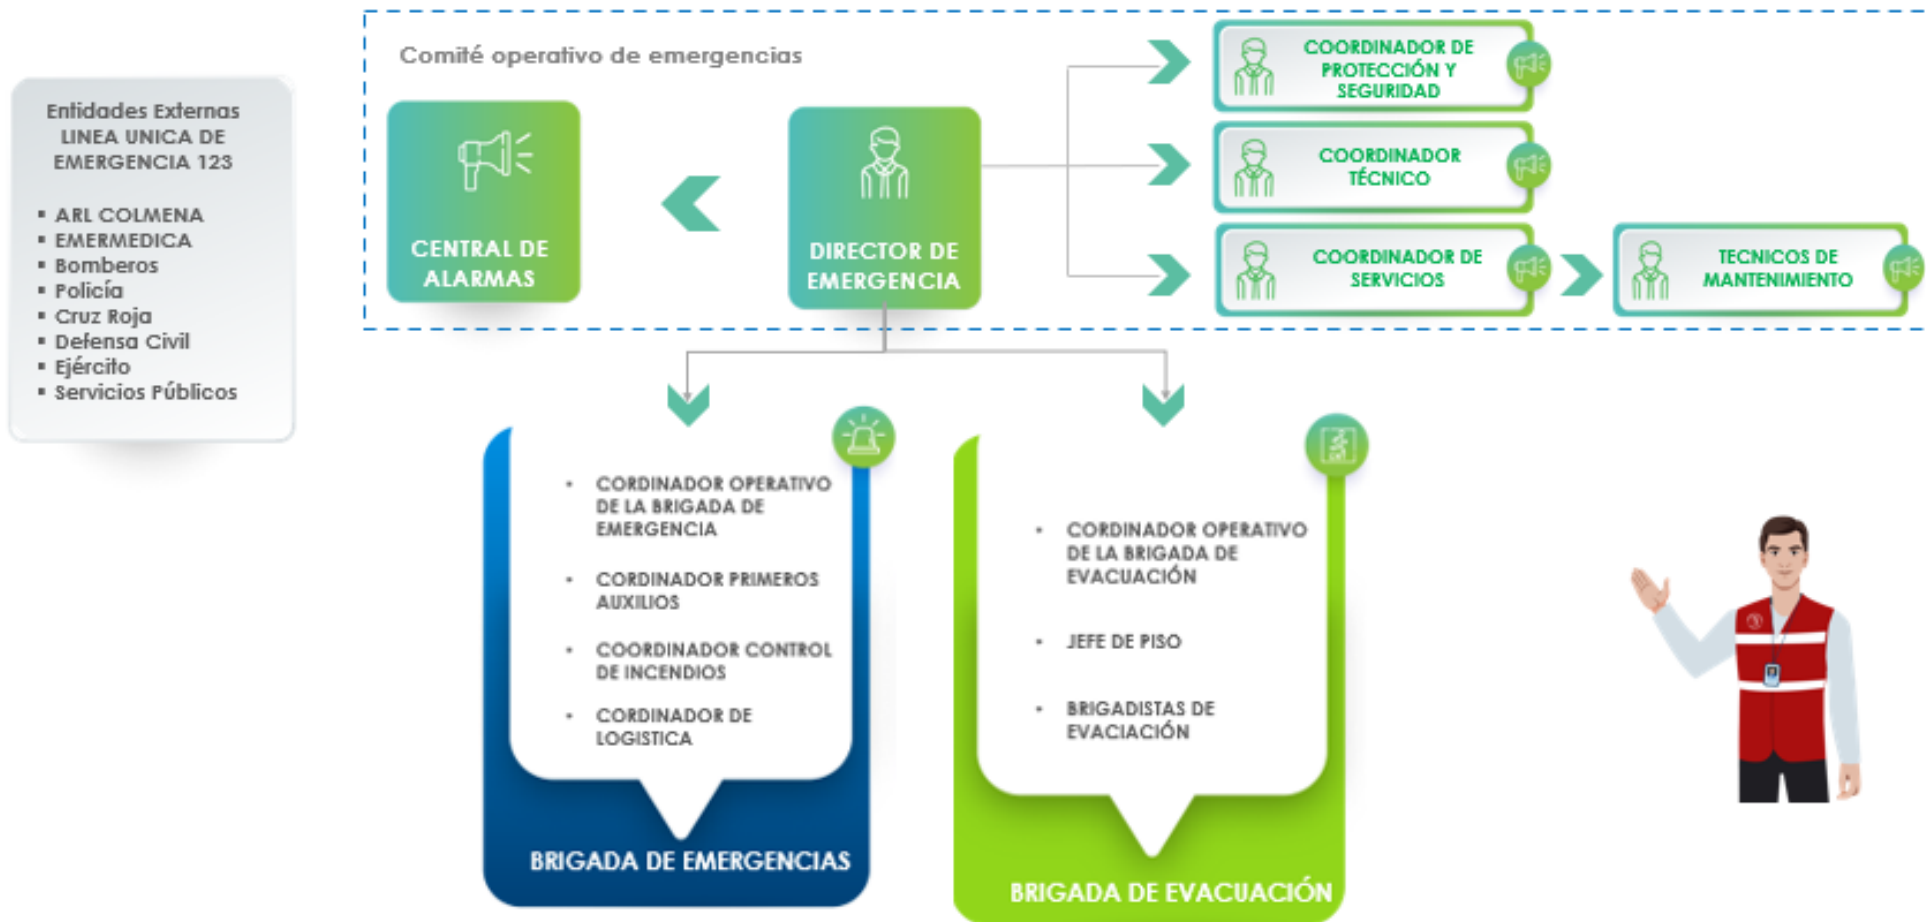 Entidades Externas
LINEA UNICA DE
EMERGENCIA 123
▪ ARL COLMENA
▪ EMERMEDICA
▪ Bomberos
▪ Policía
▪ Cruz Roja
▪ Defensa Civil
▪ Ejército
▪ Servicios Públicos
Comité operativo de emergencias
CENTRAL DE
ALARMAS
DIRECTOR DE
EMERGENCIA
COORDINADOR DE
PROTECCIÓN Y
SEGURIDAD
COORDINADOR
TÉCNICO
COORDINADOR DE
SERVICIOS
TECNICOS DE
MANTENIMIENTO
• CORDINADOR OPERATIVO
DE LA BRIGADA DE
EMERGENCIA
• CORDINADOR PRIMEROS
AUXILIOS
• COORDINADOR CONTROL
DE INCENDIOS
• CORDINADOR DE
LOGISTICA
BRIGADA DE EMERGENCIAS
• CORDINADOR OPERATIVO
DE LA BRIGADA DE
EVACUACIÓN
• JEFE DE PISO
• BRIGADISTAS DE
EVACIACIÓN
BRIGADA DE EVACUACIÓN